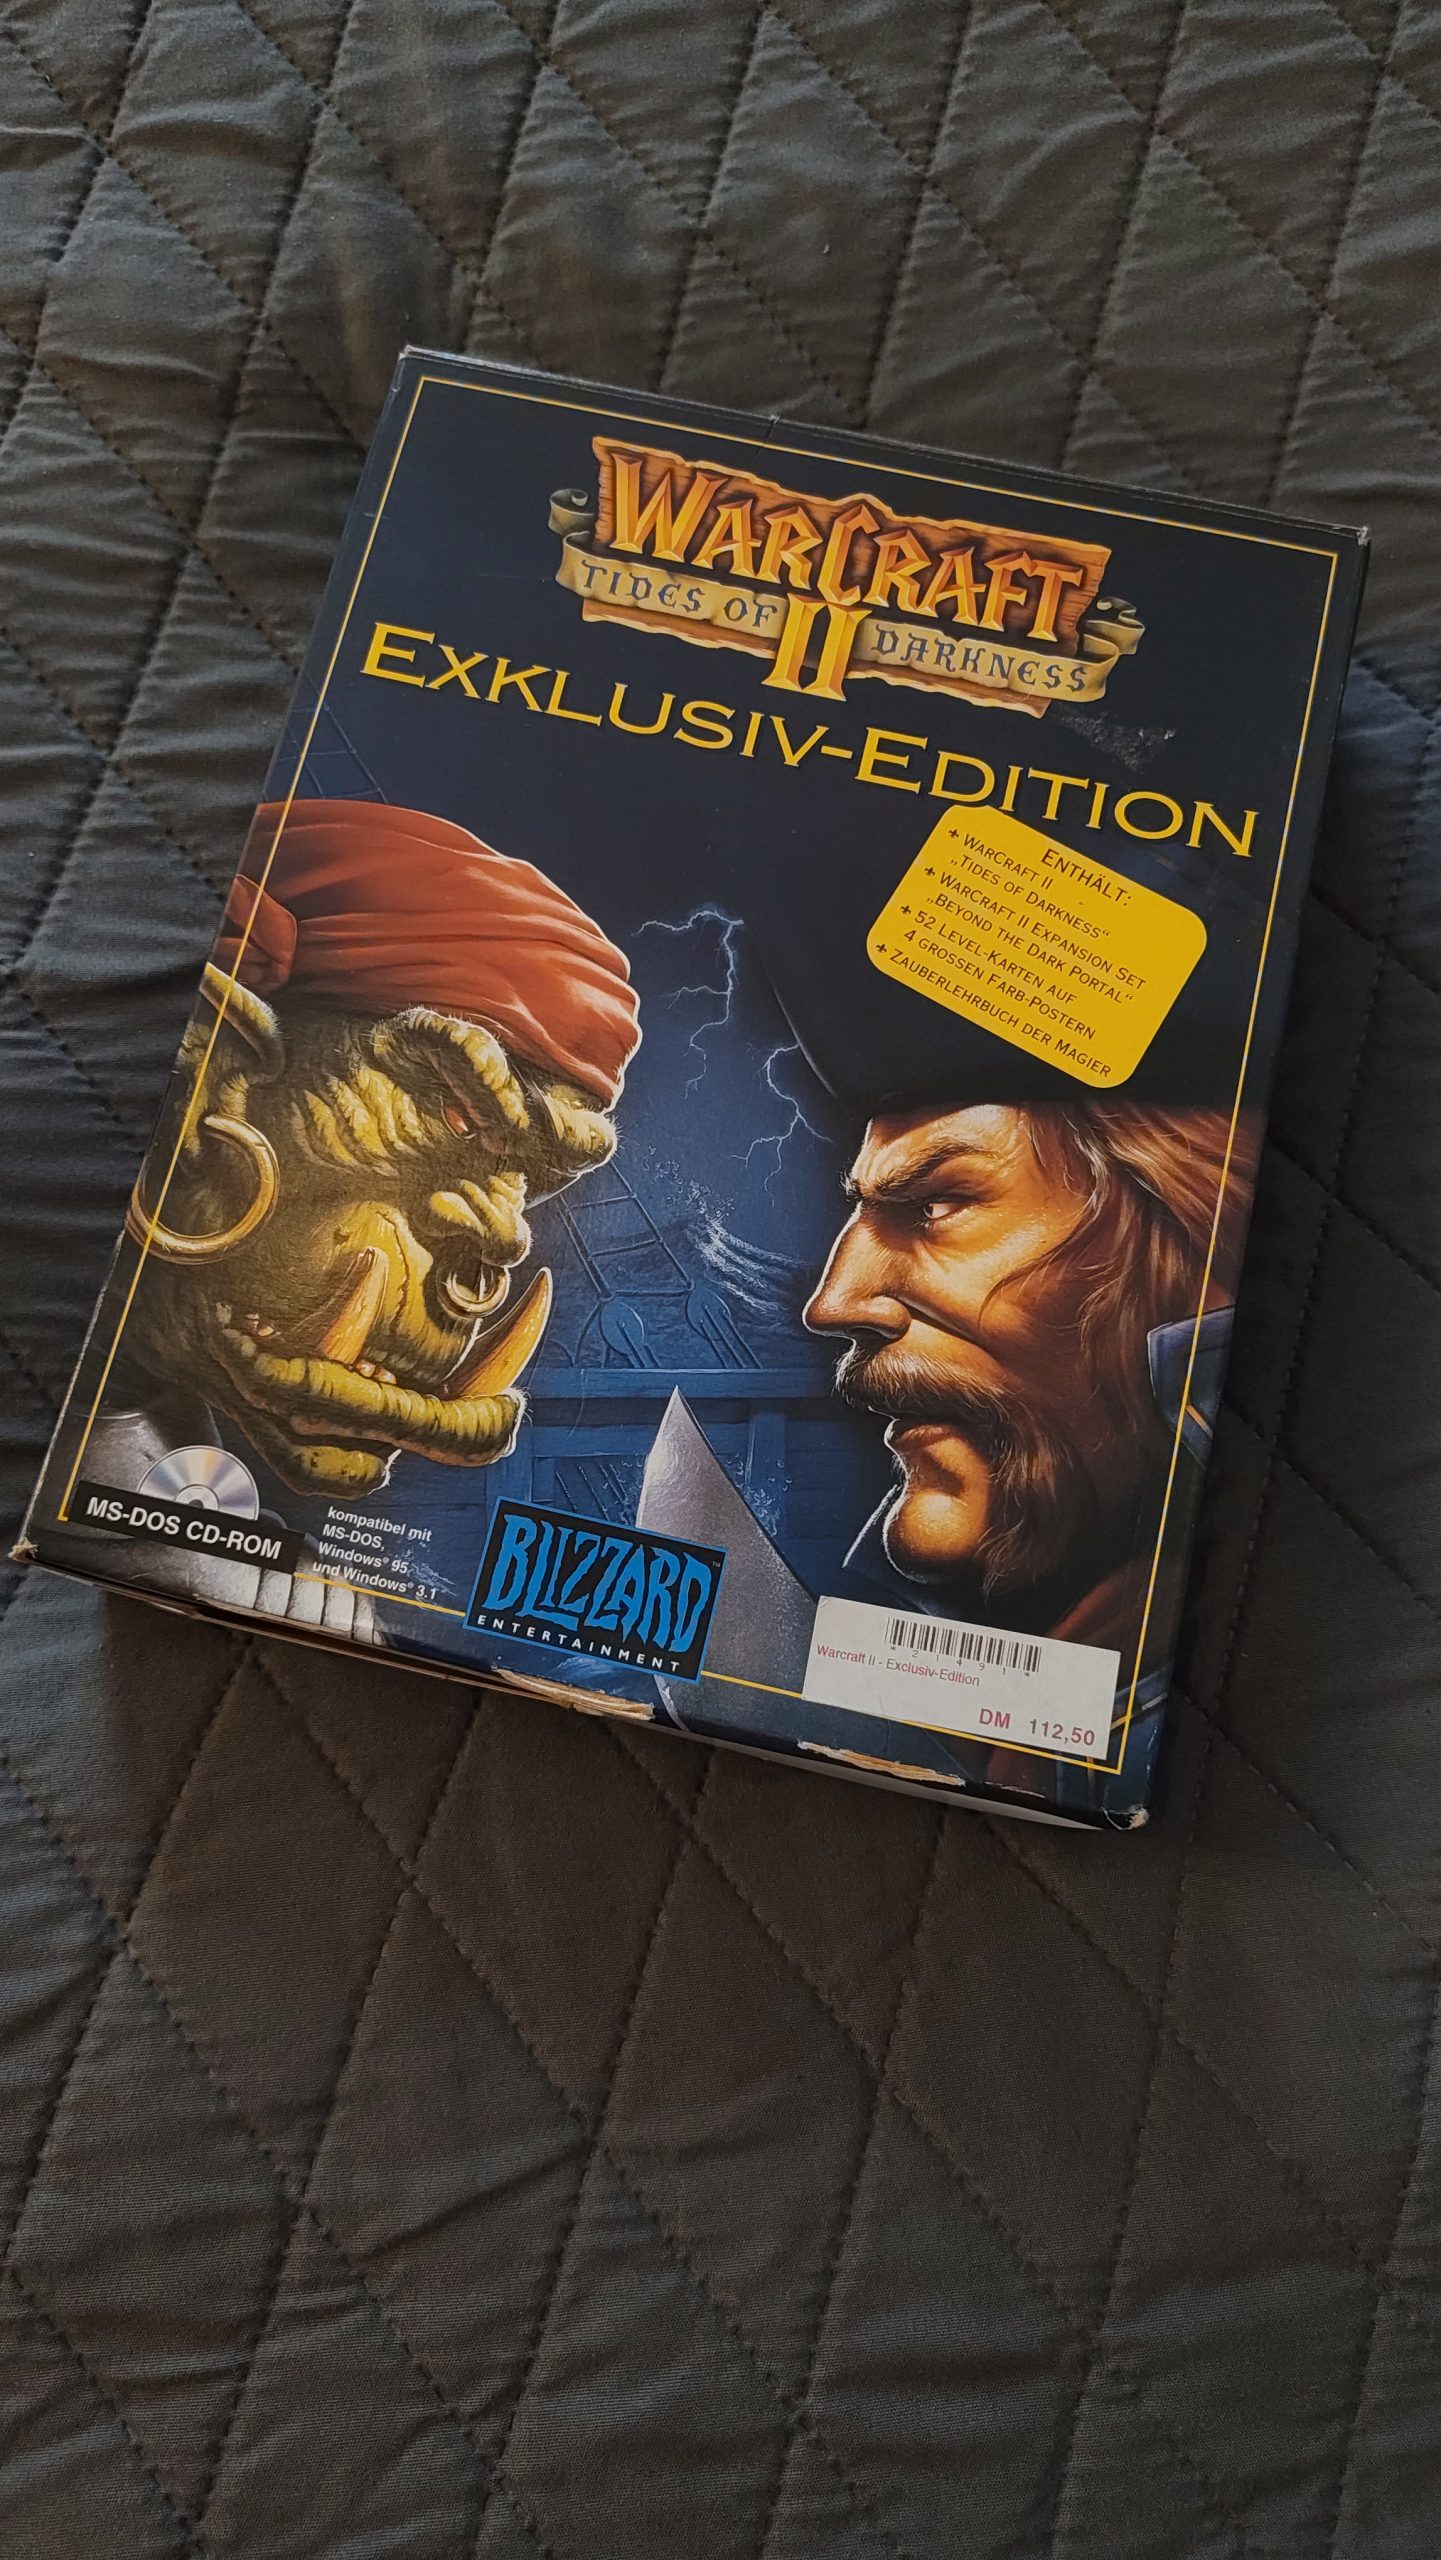 WARCRAFT
II
TIDES OF DARKNESS
EXKLUSIV-EDITION
ENTHÄLT:
WARCRAFT II
„TIDES OF DARKNESS“
WARCRAFT II EXPANSION SET
„BEYOND THE DARK PORTAL“
52 LEVEL-KARTEN AUF
4 GROSSEN FARB-POSTERN
ZAUBERLEHRBUCH DER MAGIER
MS-DOS CD-ROM
kompatibel mit
MS-DOS,
Windows® 95
und Windows® 3.1
BLIZZARD™
ENTERTAINMENT
*21491*
Warcraft II - Exclusiv-Edition
DM 112,50